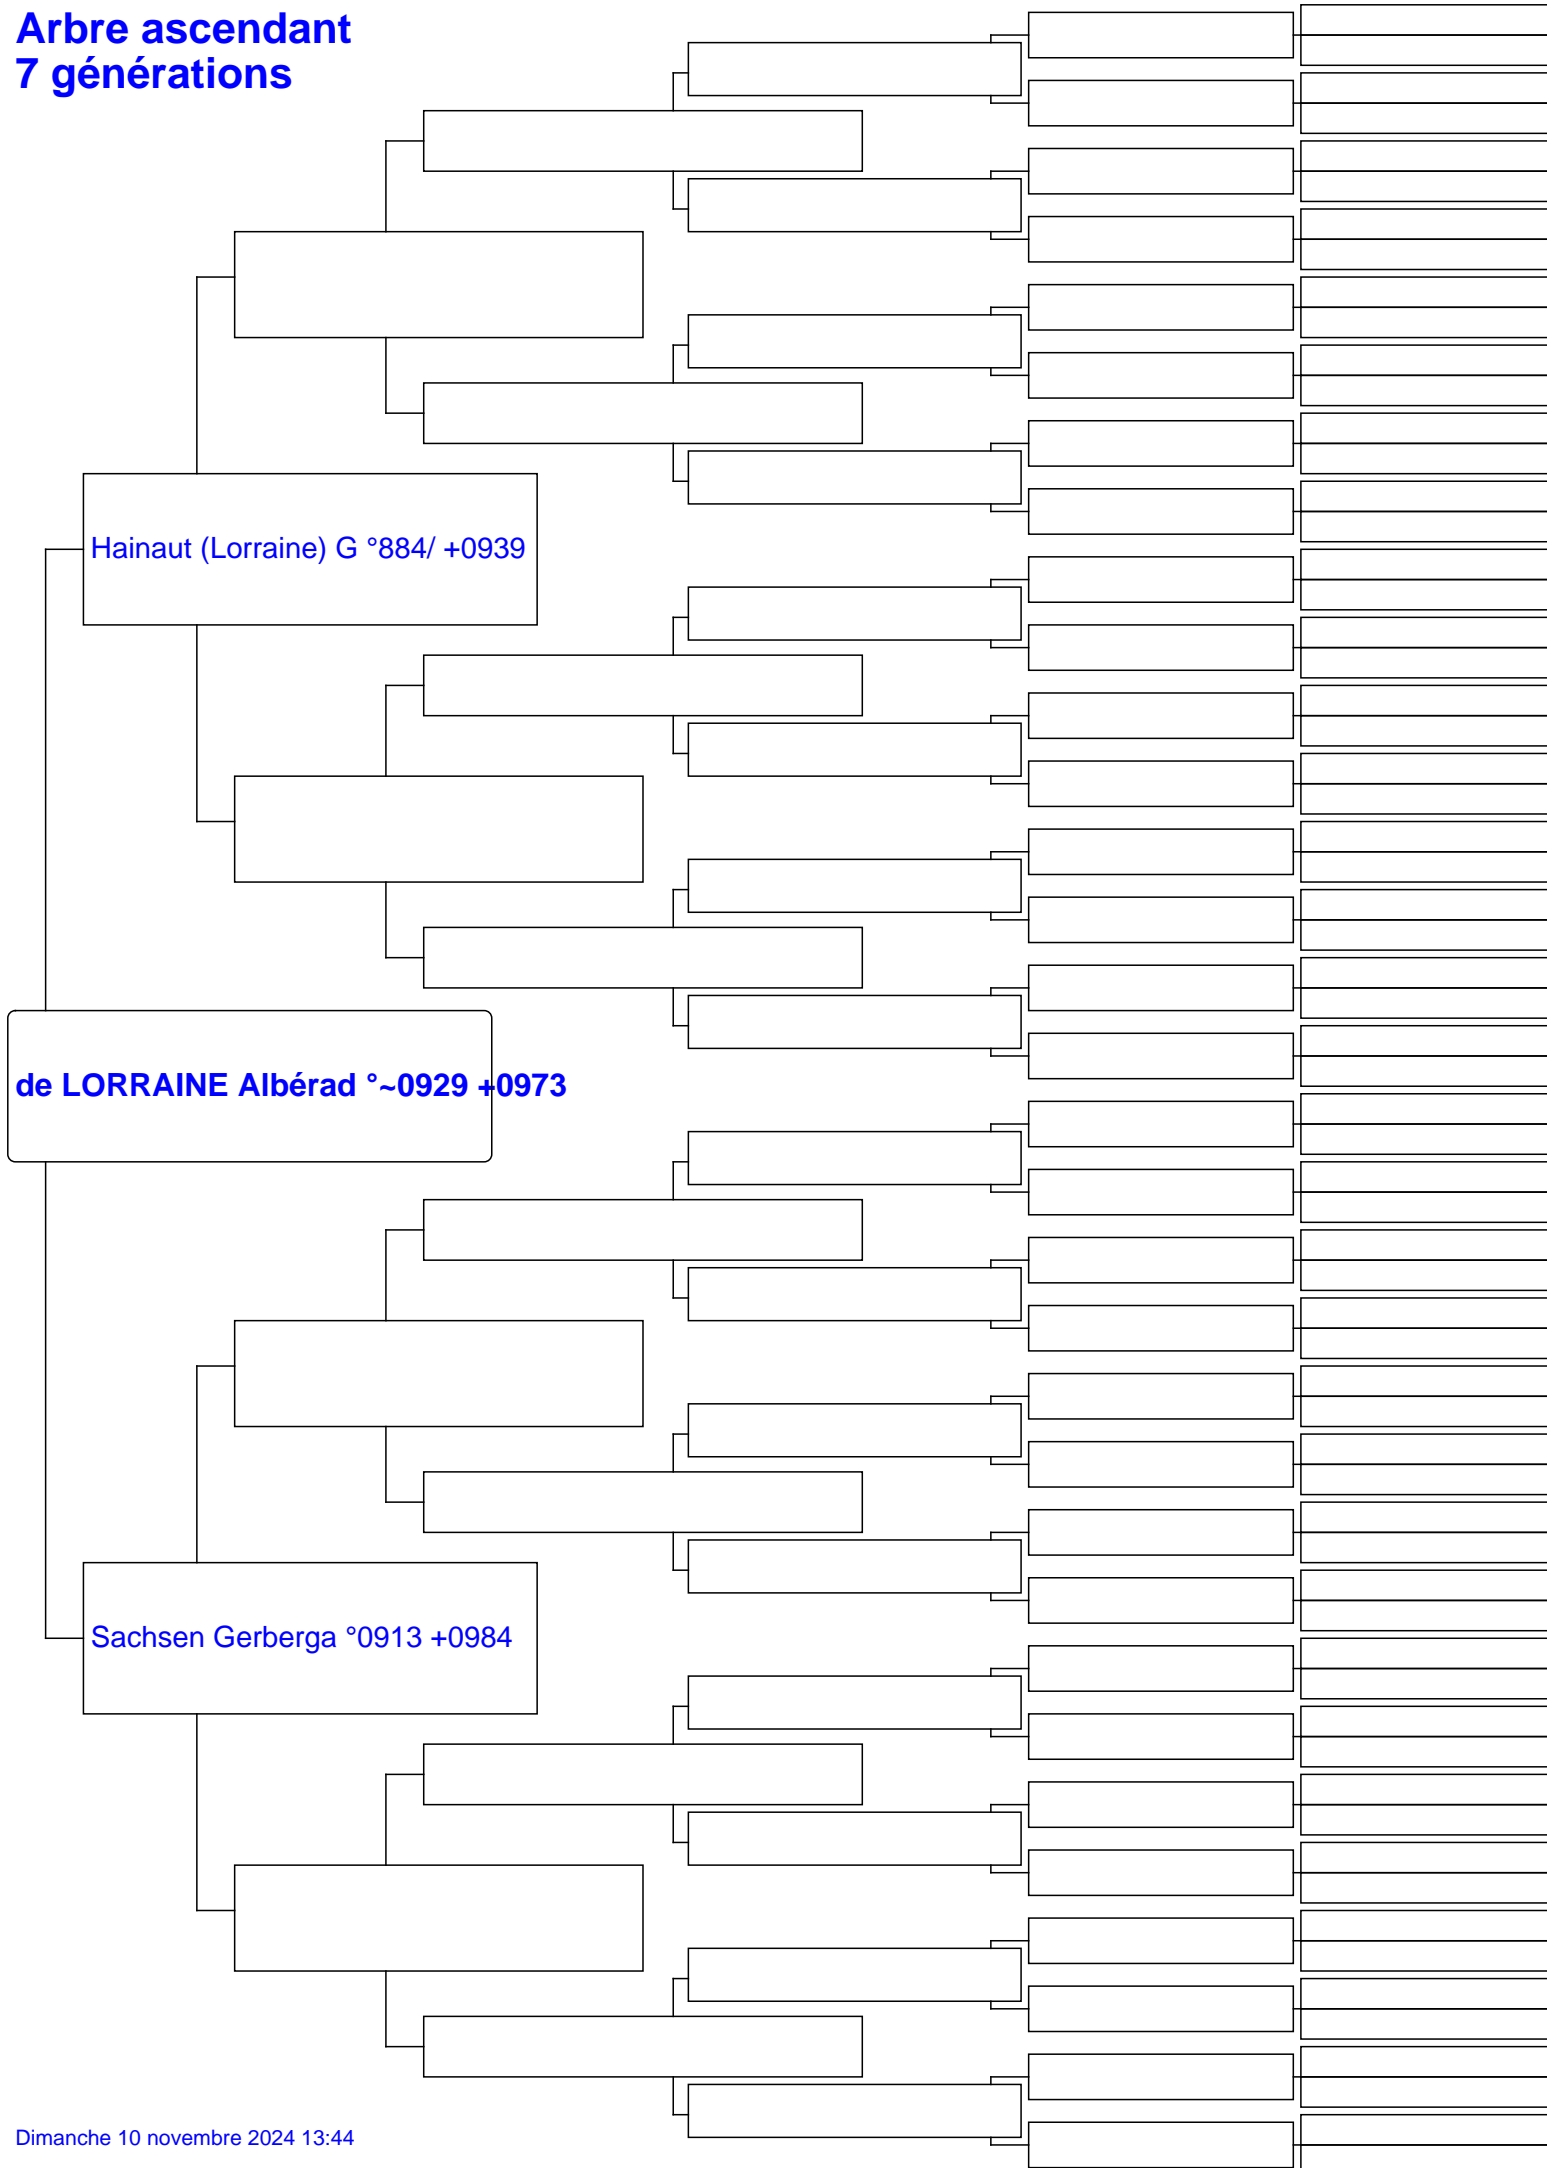 Arbre ascendant
7 générations
Hainaut (Lorraine) G °884/ +0939
de LORRAINE Albérad °~0929 +0973
Sachsen Gerberga °0913 +0984
Dimanche 10 novembre 2024 13:44